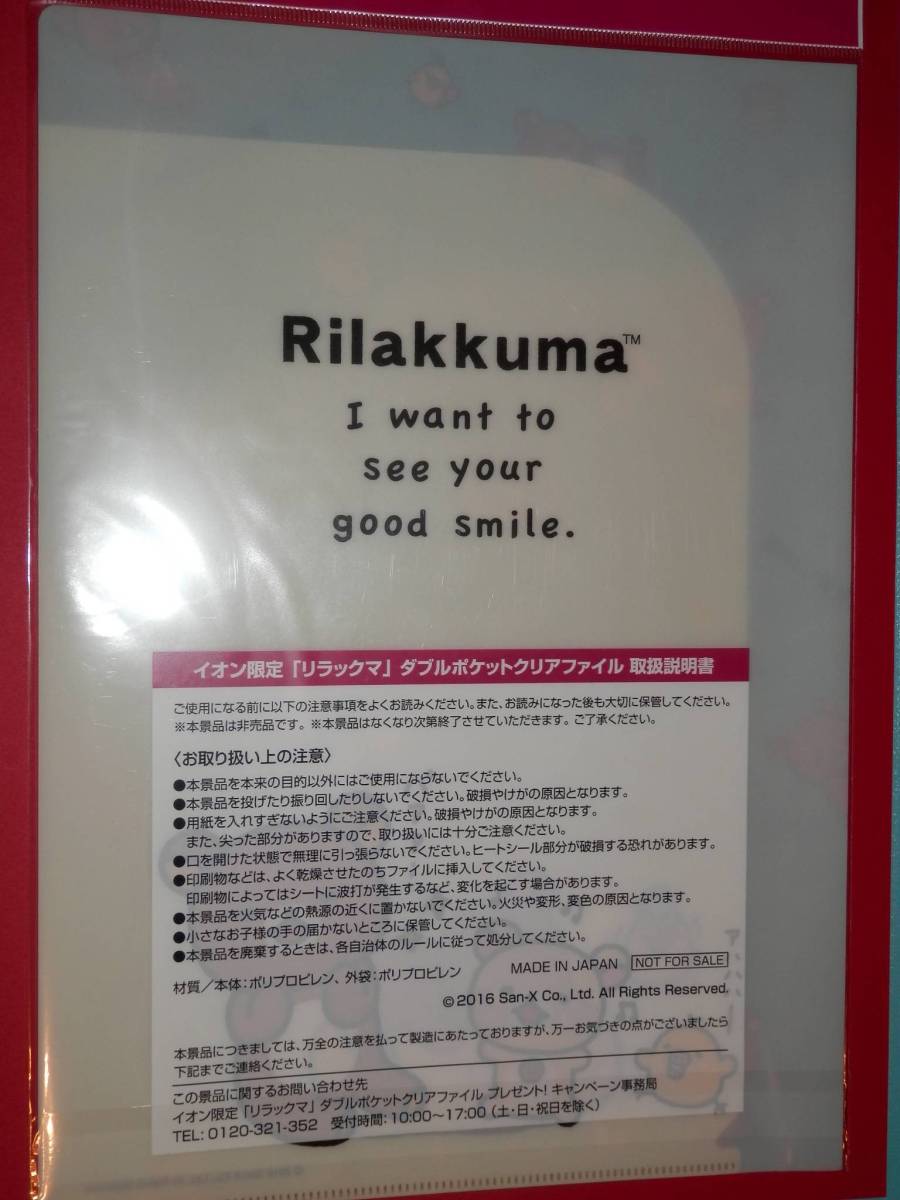 Rilakkuma™
I want to
see your
good smile.
イオン限定「リラックマ」ダブルポケットクリアファイル 取扱説明書
ご使用になる前に以下の注意事項をよくお読みください。また、お読みになった後も大切に保管してください。
※本景品は非売品です。 ※本景品はなくなり次第終了させていただきます。ご了承ください。
〈お取り扱い上の注意〉
●本景品を本来の目的以外にはご使用にならないでください。
●本景品を投げたり振り回したりしないでください。破損やけがの原因となります。
●用紙を入れすぎないようにご注意ください。破損やけがの原因となります。
また、尖った部分がありますので、取り扱いには十分ご注意ください。
●口を開けた状態で無理に引っ張らないでください。ヒートシール部分が破損する恐れがあります。
●印刷物などは、よく乾燥させたのちファイルに挿入してください。
印刷物によってはシートに波打が発生するなど、変化を起こす場合があります。
●本景品を火気などの熱源の近くに置かないでください。火災や変形、変色の原因となります。
●小さなお子様の手の届かないところに保管してください。
●本景品を廃棄するときは、各自治体のルールに従って処分してください。
材質／本体：ポリプロピレン、外袋：ポリプロピレン
MADE IN JAPAN NOT FOR SALE
©2016 San-X Co., Ltd. All Rights Reserved.
本景品につきましては、万全の注意を払って製造にあたっておりますが、万一お気づきの点がございましたら
下記までご連絡ください。
この景品に関するお問い合わせ先
イオン限定「リラックマ」ダブルポケットクリアファイル プレゼント！キャンペーン事務局
TEL: 0120-321-352 受付時間：10:00〜17:00（土・日・祝日を除く）